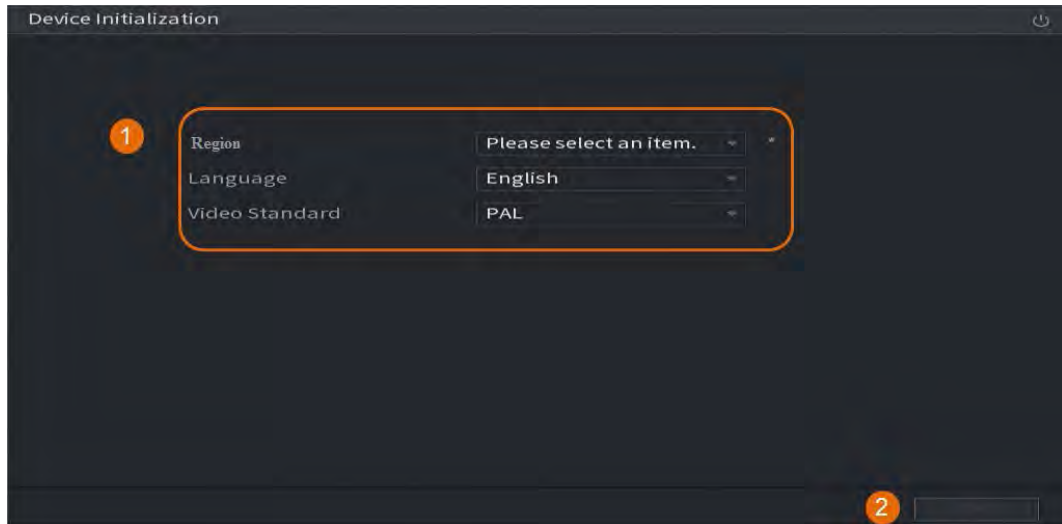 Device Initialization
1
Region Please select an item. *
Language English
Video Standard PAL
2